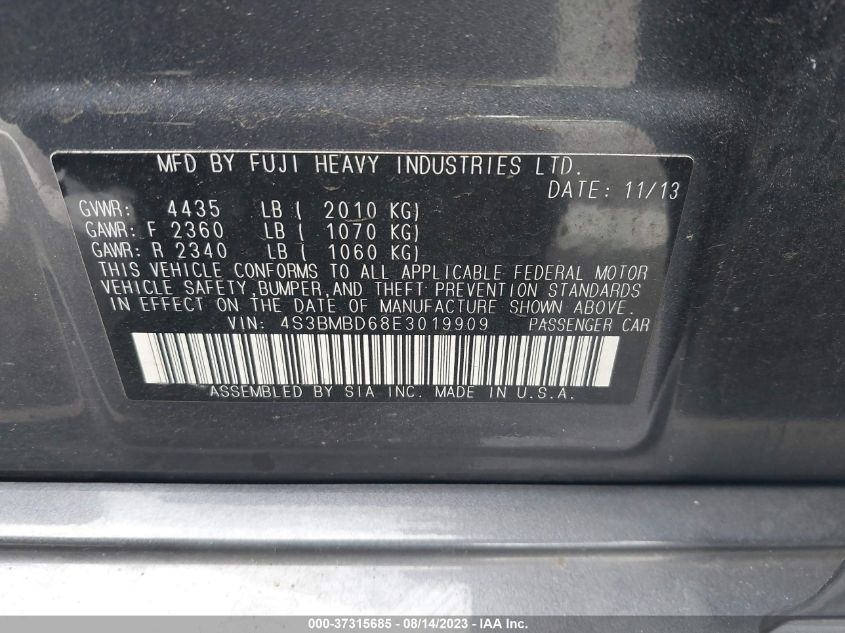 MFD BY FUJI HEAVY INDUSTRIES LTD.
DATE: 11/13
GVWR: 4435 LB ( 2010 KG)
GAWR: F 2360 LB ( 1070 KG)
GAWR: R 2340 LB ( 1060 KG)
THIS VEHICLE CONFORMS TO ALL APPLICABLE FEDERAL MOTOR
VEHICLE SAFETY,BUMPER,AND THEFT PREVENTION STANDARDS
IN EFFECT ON THE DATE OF MANUFACTURE SHOWN ABOVE.
VIN: 4S3BMBD68E3019909 PASSENGER CAR
ASSEMBLED BY SIA INC. MADE IN U.S.A.
000-37315685 - 08/14/2023 - IAA Inc.